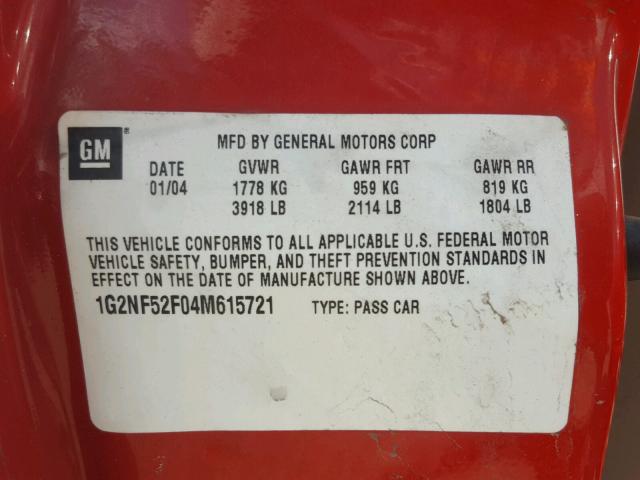 GM ®
MFD BY GENERAL MOTORS CORP
DATE GVWR GAWR FRT GAWR RR
01/04 1778 KG 959 KG 819 KG
3918 LB 2114 LB 1804 LB
THIS VEHICLE CONFORMS TO ALL APPLICABLE U.S. FEDERAL MOTOR
VEHICLE SAFETY, BUMPER, AND THEFT PREVENTION STANDARDS IN
EFFECT ON THE DATE OF MANUFACTURE SHOWN ABOVE.
1G2NF52F04M615721 TYPE: PASS CAR